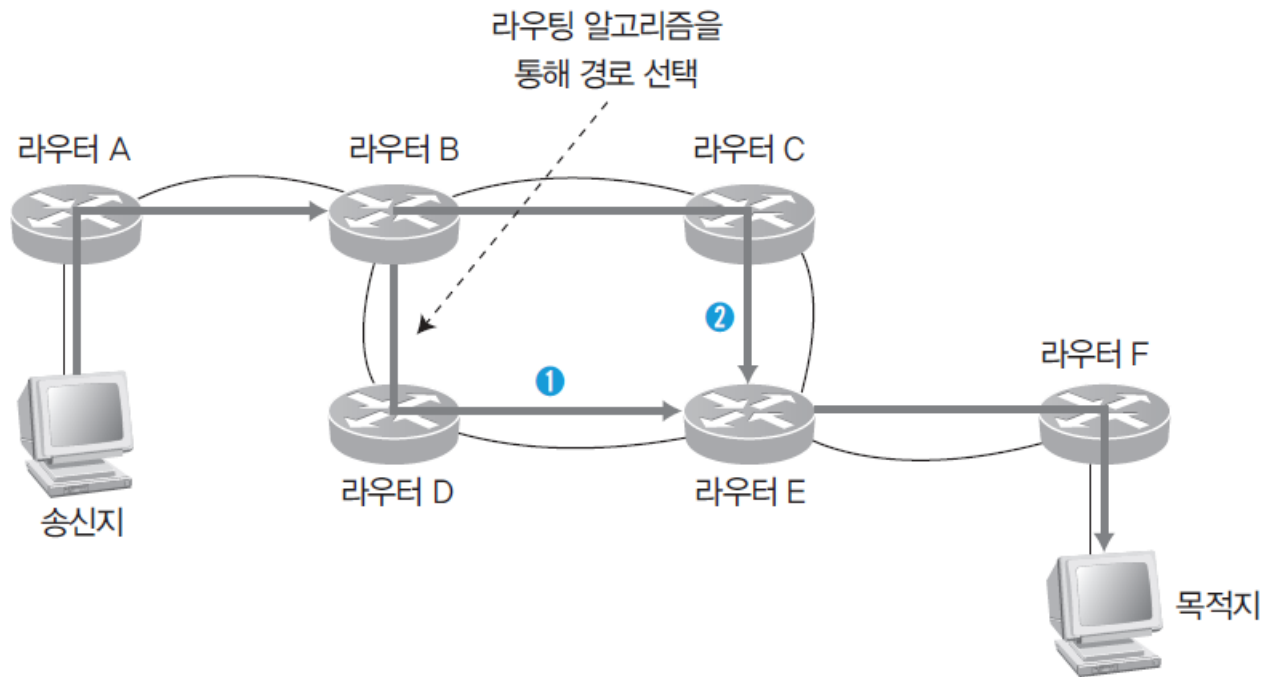 라우팅 알고리즘을
통해 경로 선택
라우터 A
라우터 B
라우터 C
2
라우터 F
1
라우터 D
라우터 E
송신지
목적지